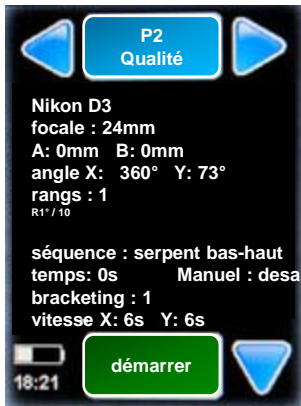 P2
Qualité
Nikon D3
focale : 24mm
A: 0mm B: 0mm
angle X: 360° Y: 73°
rangs : 1
R1° / 10
séquence : serpent bas-haut
temps: 0s Manuel : desa
bracketing : 1
vitesse X: 6s Y: 6s
démarrer
18:21